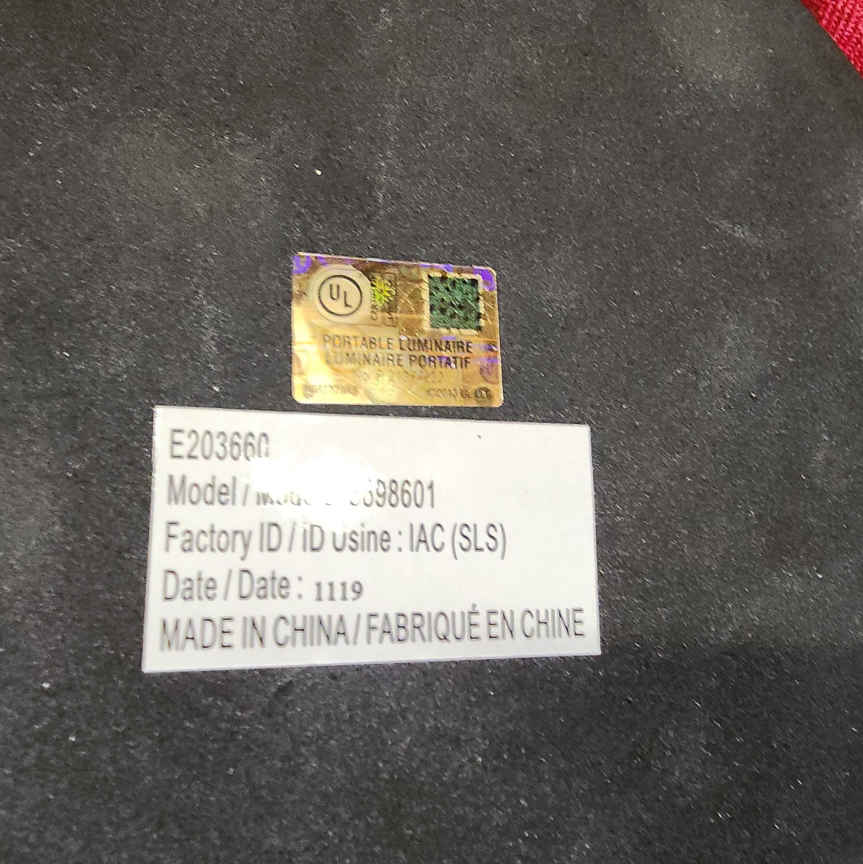 UL
PORTABLE LUMINAIRE
LUMINAIRE PORTATIF
E203660
Model /
Factory ID / ID Usine : IAC (SLS)
Date / Date : 1119
MADE IN CHINA / FABRIQUÉ EN CHINE